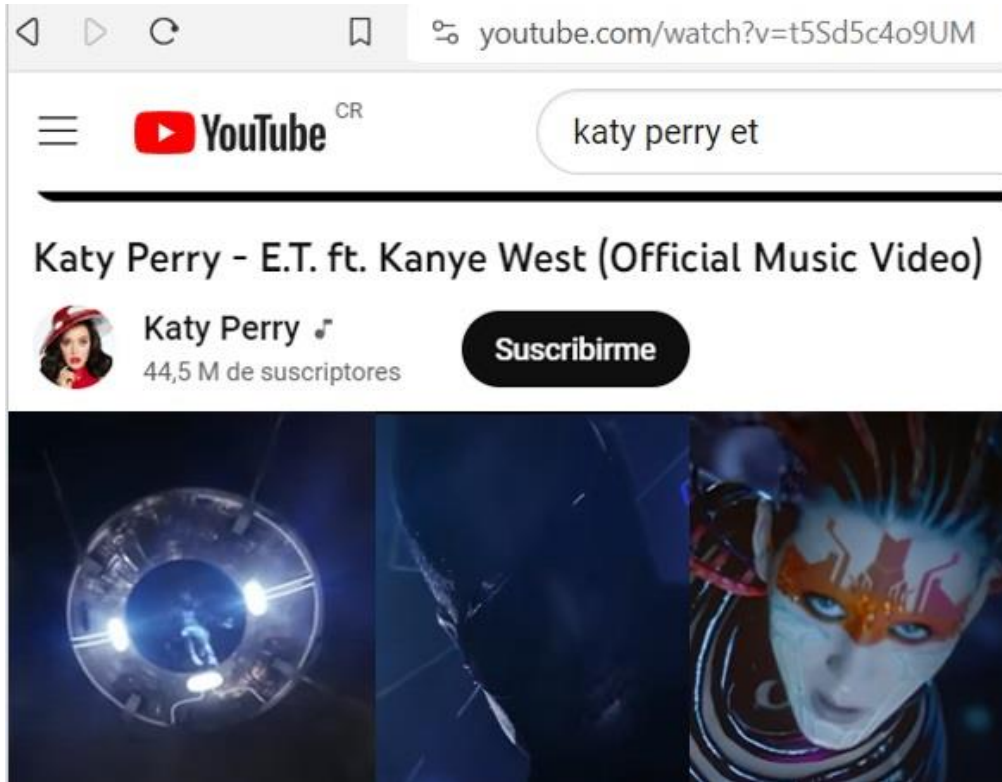 youtube.com/watch?v=t5Sd5c4o9UM
YouTube CR
katy perry et
Katy Perry - E.T. ft. Kanye West (Official Music Video)
Katy Perry
44,5 M de suscriptores
Suscribirme